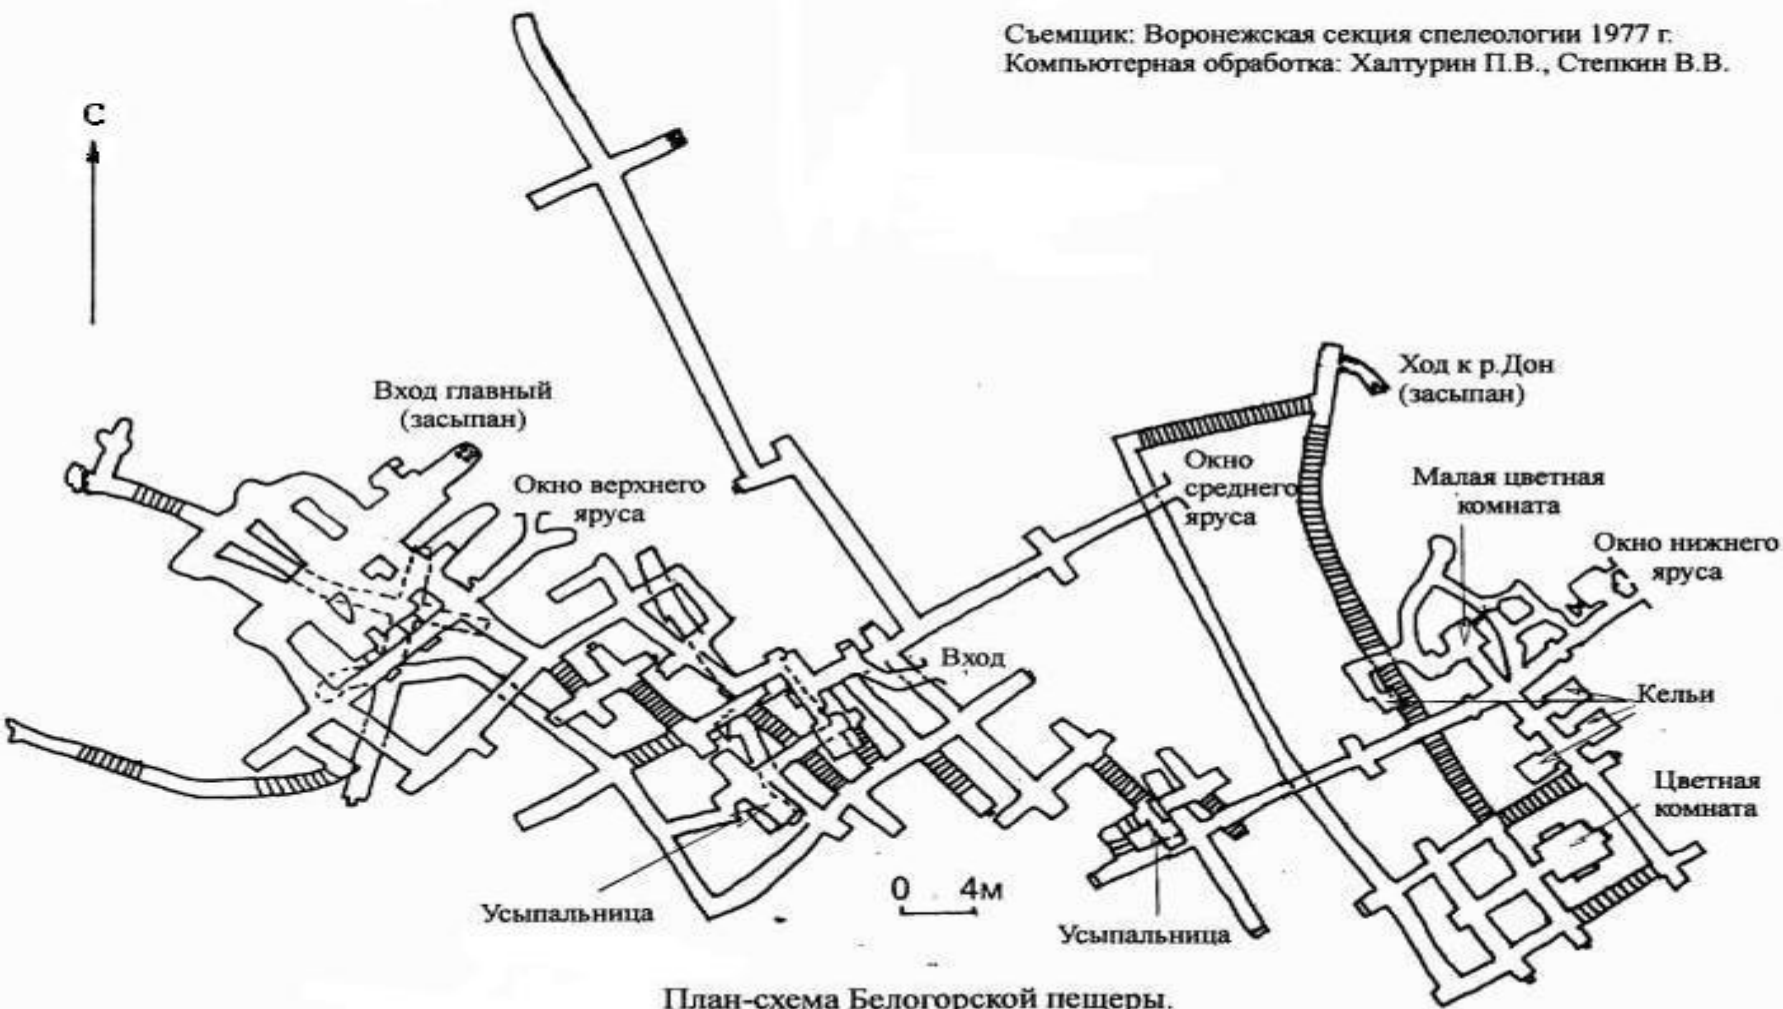 Съемщик: Воронежская секция спелеологии 1977 г.
Компьютерная обработка: Халтурин П.В., Степкин В.В.
С
Ход к р.Дон
(засыпан)
Вход главный
(засыпан)
Окно верхнего
яруса
Окно
среднего
яруса
Малая цветная
комната
Окно нижнего
яруса
Вход
Кельи
Цветная
комната
0 4м
Усыпальница
Усыпальница
План-схема Белогорской пещеры.